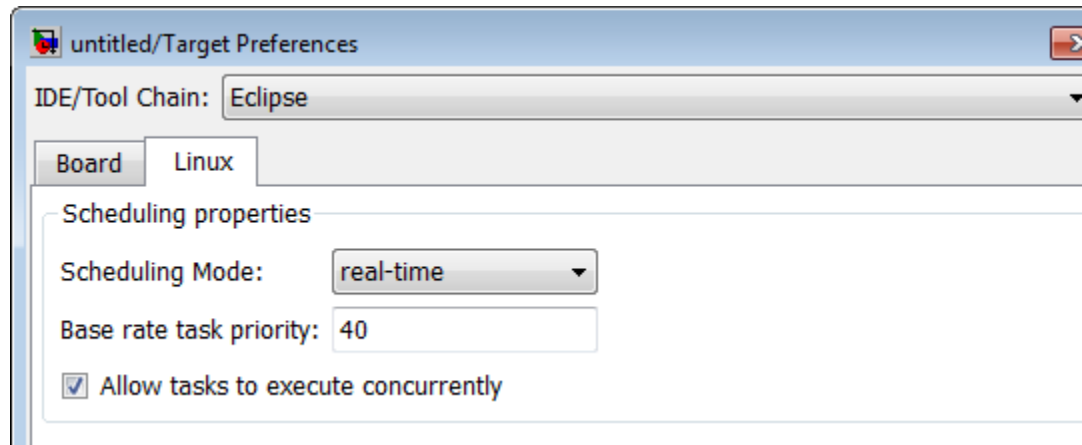 untitled/Target Preferences
IDE/Tool Chain: Eclipse
Board Linux
Scheduling properties
Scheduling Mode: real-time
Base rate task priority: 40
Allow tasks to execute concurrently